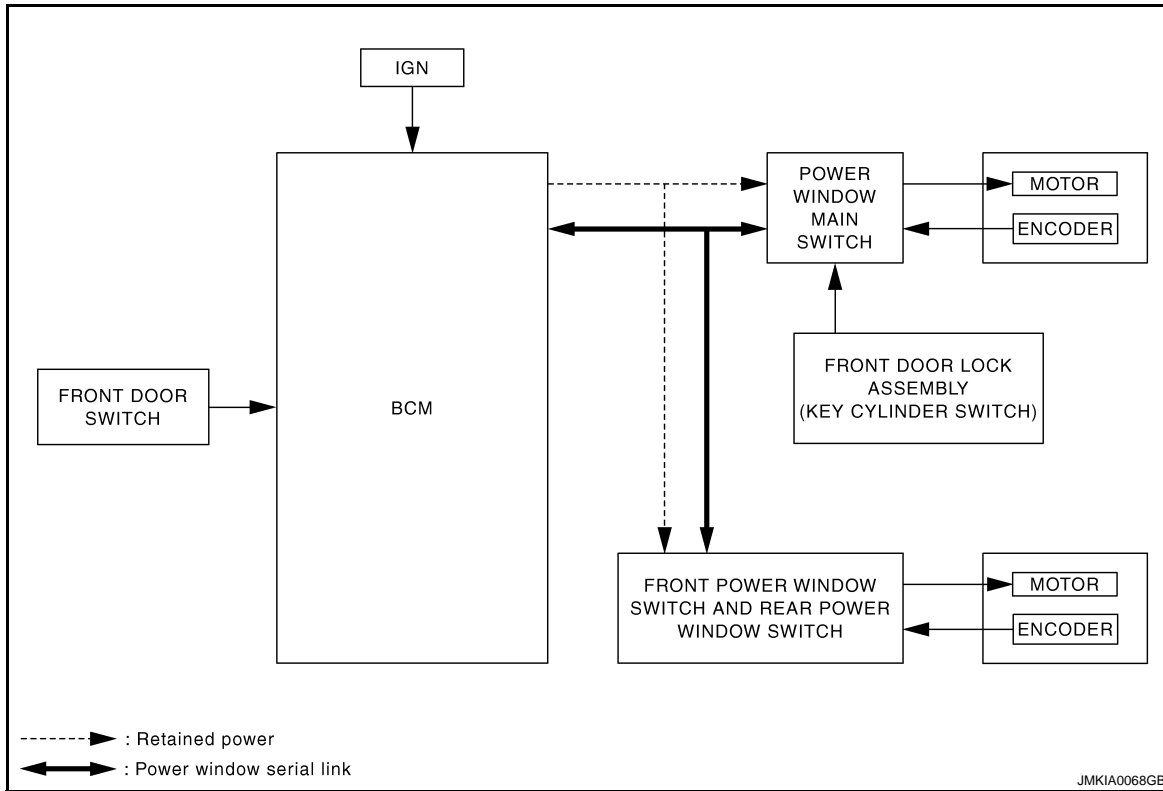 IGN
POWER
WINDOW
MAIN
SWITCH
MOTOR
ENCODER
FRONT DOOR
SWITCH
BCM
FRONT DOOR LOCK
ASSEMBLY
(KEY CYLINDER SWITCH)
FRONT POWER WINDOW
SWITCH AND REAR POWER
WINDOW SWITCH
MOTOR
ENCODER
: Retained power
: Power window serial link
JMKIA0068GB